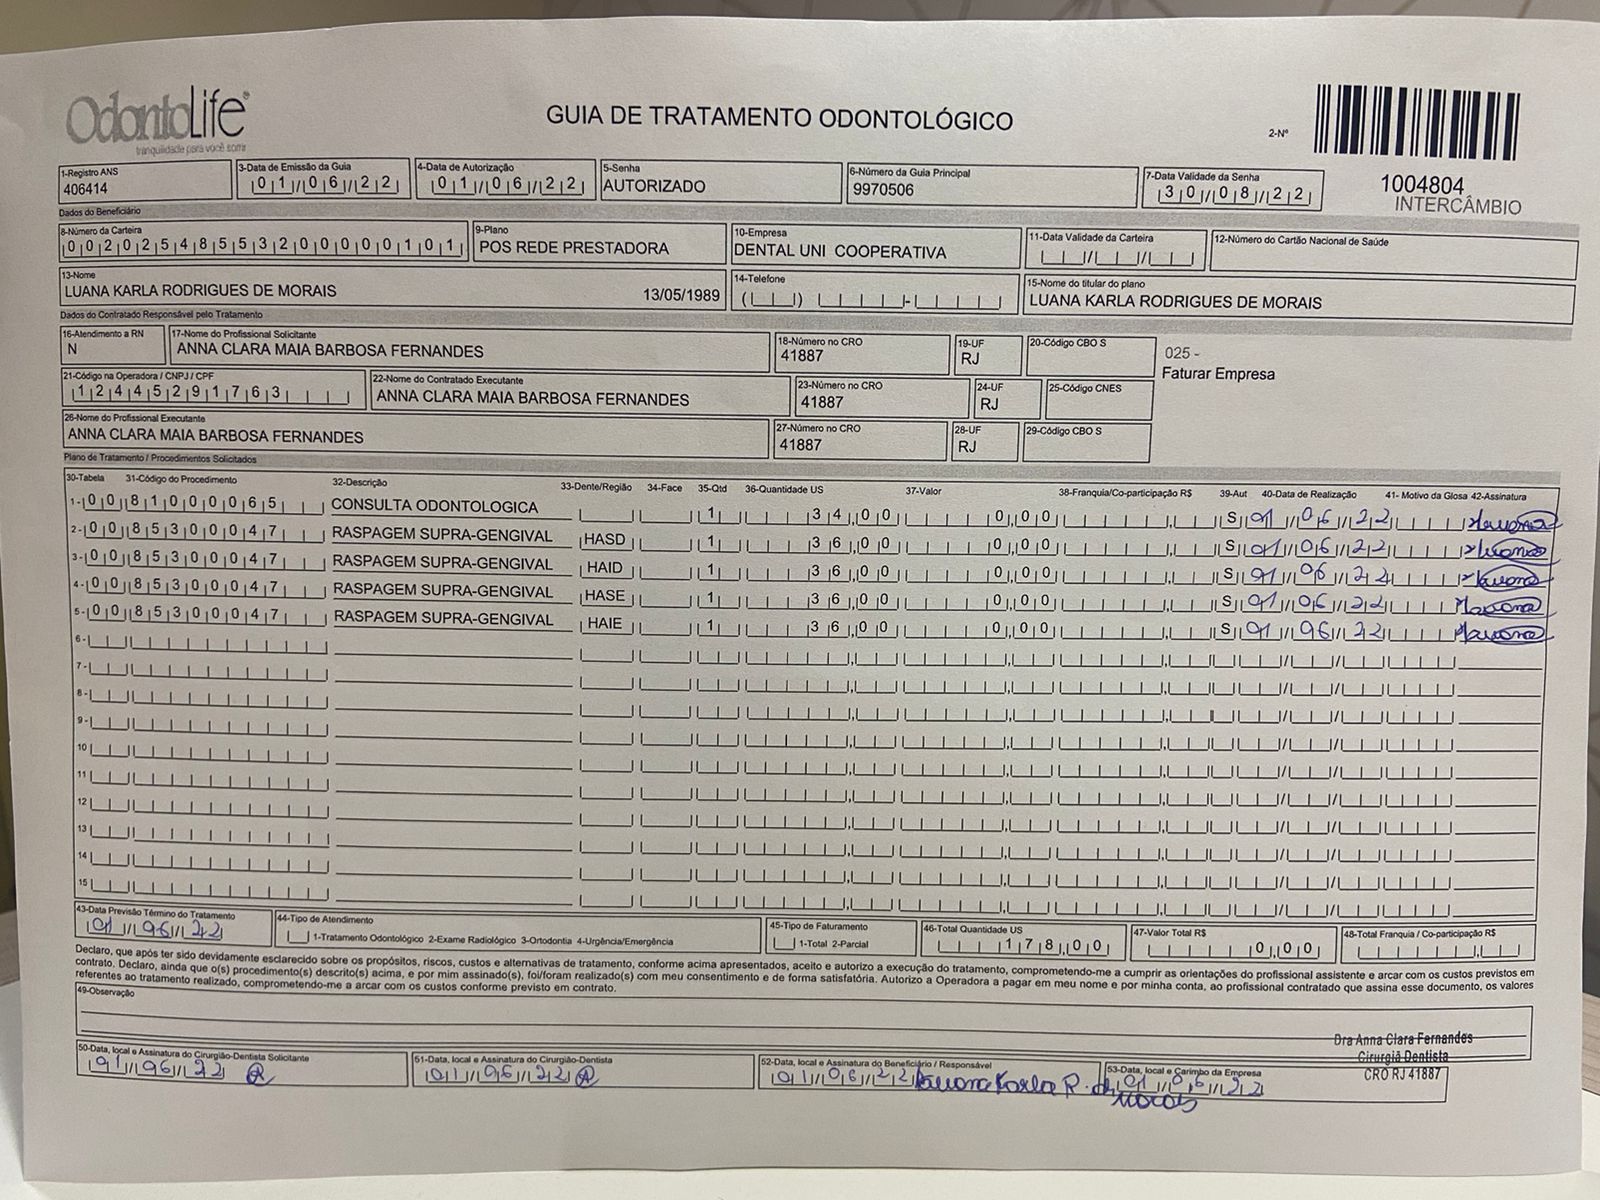 OdontoLife
tranquilidade para você sorrir
GUIA DE TRATAMENTO ODONTOLÓGICO
2-Nº
1004804
INTERCÂMBIO
1-Registro ANS
406414
3-Data de Emissão da Guia
01/06/22
4-Data de Autorização
01/06/22
5-Senha
AUTORIZADO
6-Número da Guia Principal
9970506
7-Data Validade da Senha
30/08/22
Dados do Beneficiário
8-Número da Carteira
00202548553200000101
9-Plano
POS REDE PRESTADORA
10-Empresa
DENTAL UNI COOPERATIVA
11-Data Validade da Carteira
12-Número do Cartão Nacional de Saúde
13-Nome
LUANA KARLA RODRIGUES DE MORAIS 13/05/1989
14-Telefone
15-Nome do titular do plano
LUANA KARLA RODRIGUES DE MORAIS
Dados do Contratado Responsável pelo Tratamento
16-Atendimento a RN
N
17-Nome do Profissional Solicitante
ANNA CLARA MAIA BARBOSA FERNANDES
18-Número no CRO
41887
19-UF
RJ
20-Código CBO S
025 -
Faturar Empresa
21-Código na Operadora / CNPJ / CPF
12445291763
22-Nome do Contratado Executante
ANNA CLARA MAIA BARBOSA FERNANDES
23-Número no CRO
41887
24-UF
RJ
25-Código CNES
26-Nome do Profissional Executante
ANNA CLARA MAIA BARBOSA FERNANDES
27-Número no CRO
41887
28-UF
RJ
29-Código CBO S
Plano de Tratamento / Procedimentos Solicitados
30-Tabela 31-Código do Procedimento 32-Descrição 33-Dente/Região 34-Face 35-Qtd 36-Quantidade US 37-Valor 38-Franquia/Co-participação R$ 39-Aut 40-Data de Realização 41- Motivo da Glosa 42-Assinatura
1- 00 81000065 CONSULTA ODONTOLOGICA 1 34,00 0,00 S 01/06/22
2- 00 85300047 RASPAGEM SUPRA-GENGIVAL HASD 1 36,00 0,00 S 01/06/22
3- 00 85300047 RASPAGEM SUPRA-GENGIVAL HAID 1 36,00 0,00 S 01/06/22
4- 00 85300047 RASPAGEM SUPRA-GENGIVAL HASE 1 36,00 0,00 S 01/06/22
5- 00 85300047 RASPAGEM SUPRA-GENGIVAL HAIE 1 36,00 0,00 S 01/06/22
6-
7-
8-
9-
10
11
12
13
14
15
43-Data Previsão Término do Tratamento
01/06/22
44-Tipo de Atendimento
1-Tratamento Odontológico 2-Exame Radiológico 3-Ortodontia 4-Urgência/Emergência
45-Tipo de Faturamento
1-Total 2-Parcial
46-Total Quantidade US
178,00
47-Valor Total R$
0,00
48-Total Franquia / Co-participação R$
Declaro, que após ter sido devidamente esclarecido sobre os propósitos, riscos, custos e alternativas de tratamento, conforme acima apresentados, aceito e autorizo a execução do tratamento, comprometendo-me a cumprir as orientações do profissional assistente e arcar com os custos previstos em
contrato. Declaro, ainda que o(s) procedimento(s) descrito(s) acima, e por mim assinado(s), foi/foram realizado(s) com meu consentimento e de forma satisfatória. Autorizo a Operadora a pagar em meu nome e por minha conta, ao profissional contratado que assina esse documento, os valores
referentes ao tratamento realizado, comprometendo-me a arcar com os custos conforme previsto em contrato.
49-Observação
Dra Anna Clara Fernandes
Cirurgiã Dentista
CRO RJ 41887
50-Data, local e Assinatura do Cirurgião-Dentista Solicitante
01/06/22
51-Data, local e Assinatura do Cirurgião-Dentista
01/06/22
52-Data, local e Assinatura do Beneficiário / Responsável
01/06/22 Luana Karla R. de
Morais
53-Data, local e Carimbo da Empresa
01/06/22